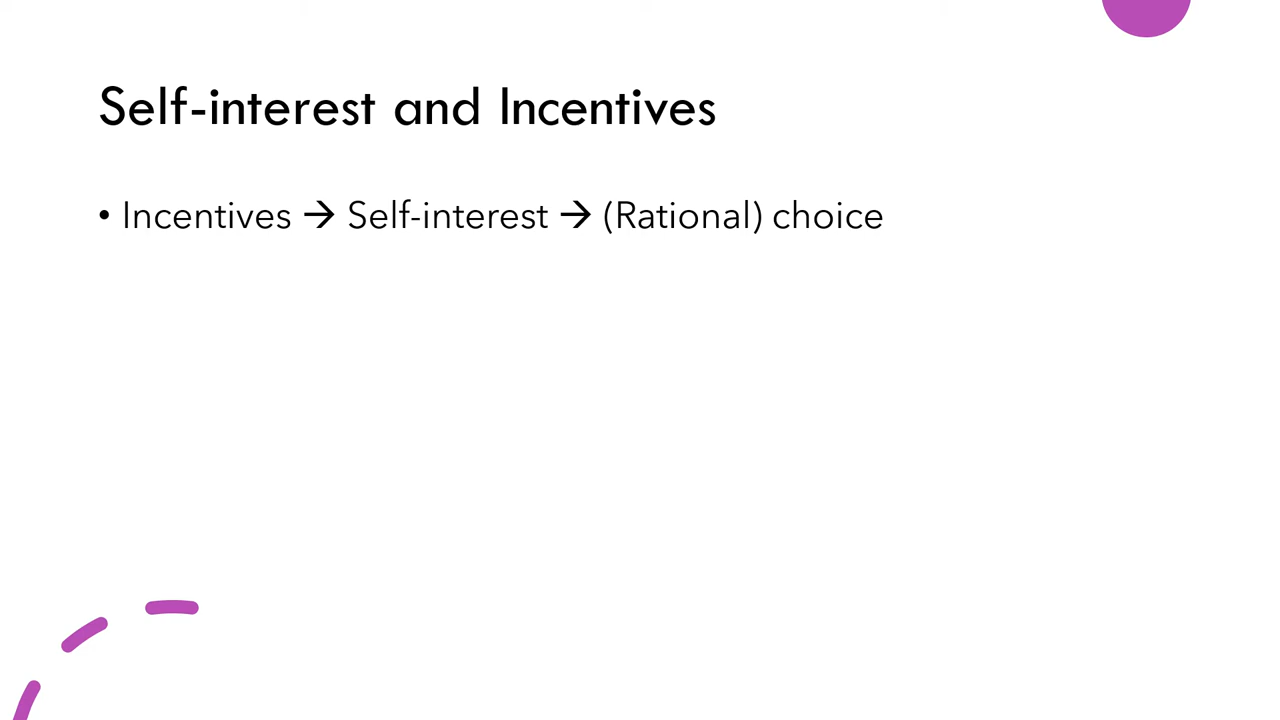 Self-interest and Incentives
• Incentives → Self-interest → (Rational) choice